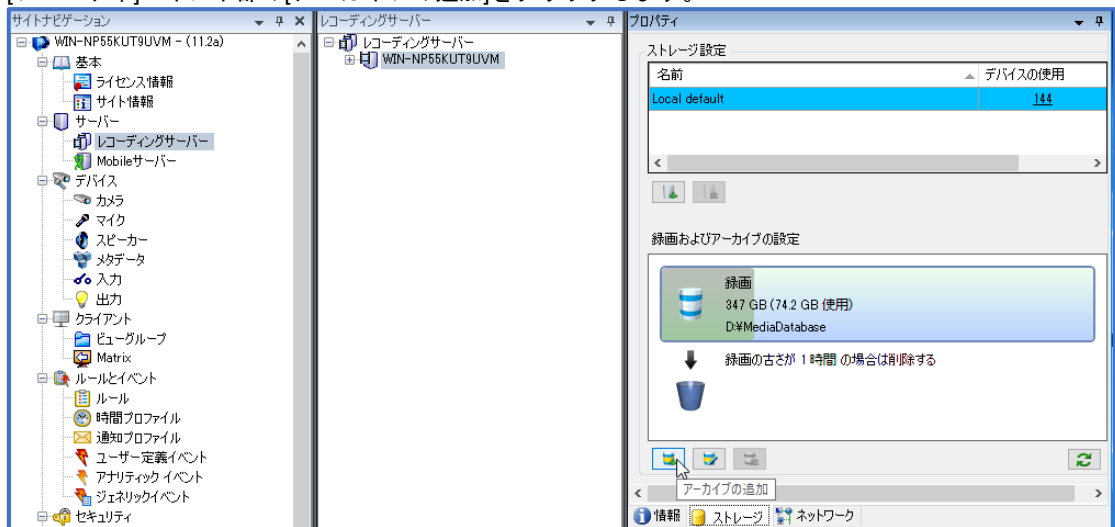 サイトナビゲーション
WIN-NP55KUT9UVM - (11.2a)
基本
ライセンス情報
サイト情報
サーバー
レコーディングサーバー
Mobileサーバー
デバイス
カメラ
マイク
スピーカー
メタデータ
入力
出力
クライアント
ビューグループ
Matrix
ルールとイベント
ルール
時間プロファイル
通知プロファイル
ユーザー定義イベント
アナリティック イベント
ジェネリックイベント
セキュリティ
レコーディングサーバー
レコーディングサーバー
WIN-NP55KUT9UVM
プロパティ
ストレージ設定
名前 デバイスの使用
Local default 144
録画およびアーカイブの設定
録画
347 GB (74.2 GB 使用)
D:¥MediaDatabase
録画の古さが 1 時間 の場合は削除する
アーカイブの追加
情報 ストレージ ネットワーク